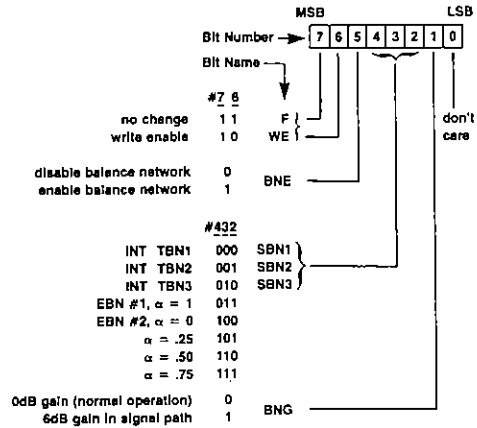 MSB LSB
Bit Number 7 6 5 4 3 2 1 0
Bit Name
#7 6
no change 1 1 F
write enable 1 0 WE
don't
care
disable balance network 0
enable balance network 1
BNE
#432
INT TBN1 000 SBN1
INT TBN2 001 SBN2
INT TBN3 010 SBN3
EBN #1, α = 1 011
EBN #2, α = 0 100
α = .25 101
α = .50 110
α = .75 111
0dB gain (normal operation) 0
6dB gain in signal path 1
BNG